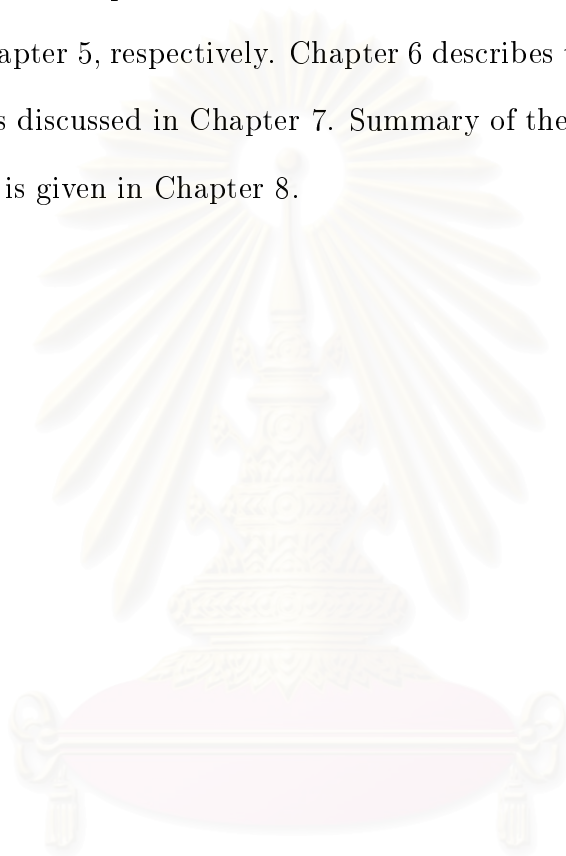 apter 5, respectively. Chapter 6 describes
s discussed in Chapter 7. Summary of the
is given in Chapter 8.